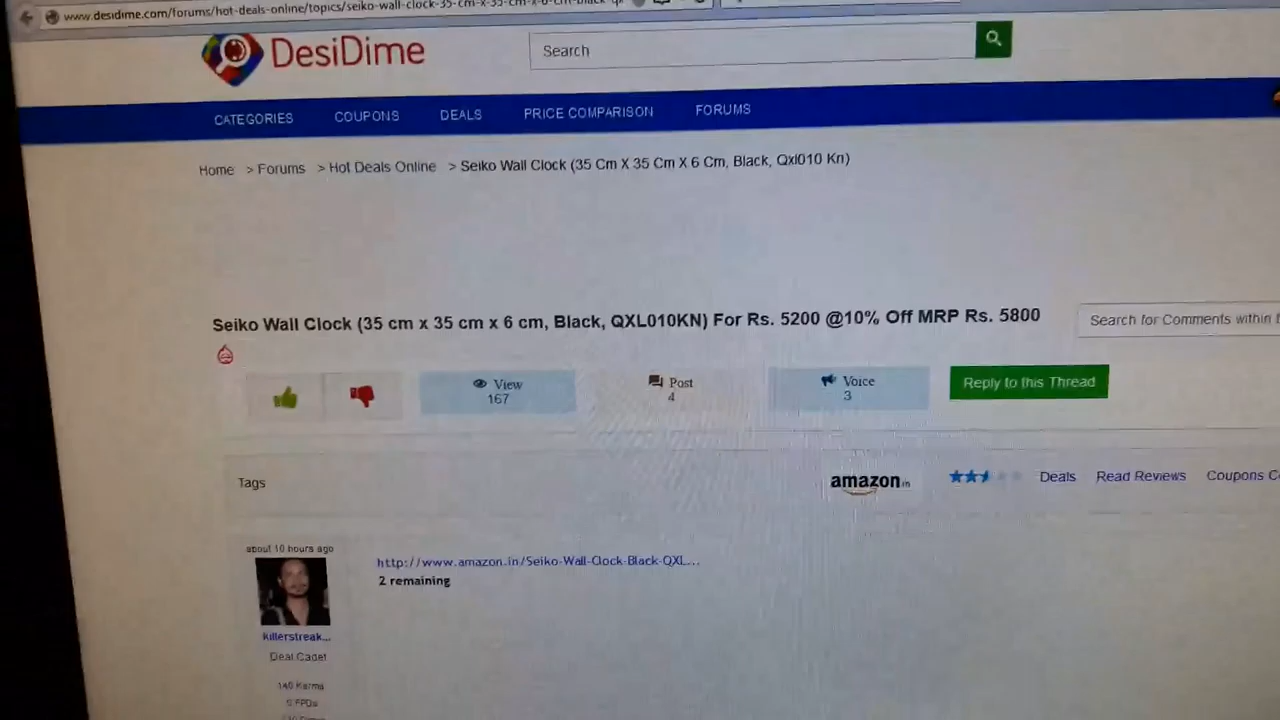 www.desidime.com/forums/hot-deals-online/topics/seiko-wall-clock-35-cm-x-35-cm-x-6-cm-black-qx
DesiDime
Search
CATEGORIES COUPONS DEALS PRICE COMPARISON FORUMS
Home > Forums > Hot Deals Online > Seiko Wall Clock (35 Cm X 35 Cm X 6 Cm, Black, Qxl010 Kn)
Seiko Wall Clock (35 cm x 35 cm x 6 cm, Black, QXL010KN) For Rs. 5200 @10% Off MRP Rs. 5800
Search for Comments within
View Post Voice
167 4 3
Reply to this Thread
Tags
amazon.in Deals Read Reviews Coupons
about 10 hours ago
http://www.amazon.in/Seiko-Wall-Clock-Black-QXL...
2 remaining
killerstreak...
Deal Cadet
140 Karma